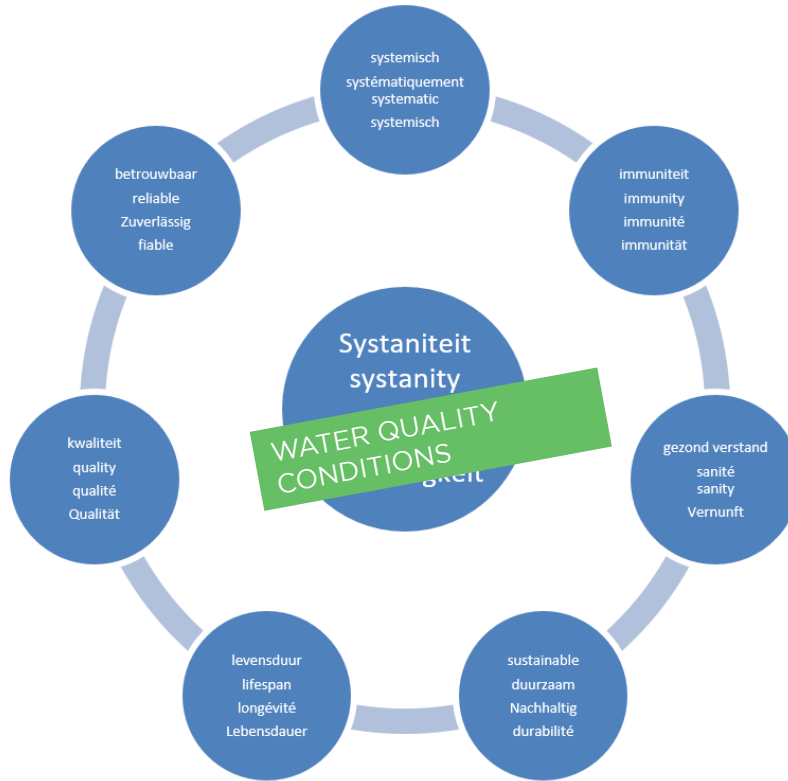 systemisch
systématiquement
systematic
systemisch
immuniteit
immunity
immunité
immunität
gezond verstand
sanité
sanity
Vernunft
sustainable
duurzaam
Nachhaltig
durabilité
levensduur
lifespan
longévité
Lebensdauer
kwaliteit
quality
qualité
Qualität
betrouwbaar
reliable
Zuverlässig
fiable
Systaniteit
systanity
WATER QUALITY
CONDITIONS